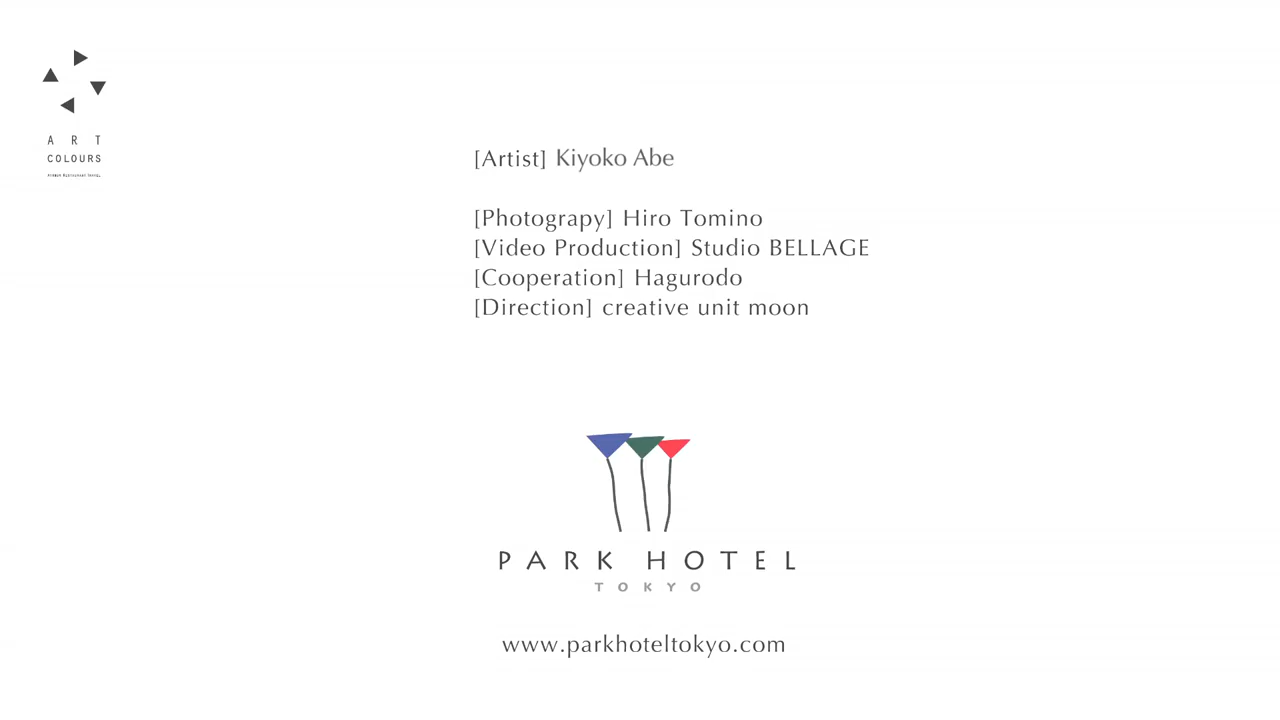 ART
COLOURS
[Artist] Kiyoko Abe
[Photograpy] Hiro Tomino
[Video Production] Studio BELLAGE
[Cooperation] Hagurodo
[Direction] creative unit moon
PARK HOTEL
TOKYO
www.parkhoteltokyo.com